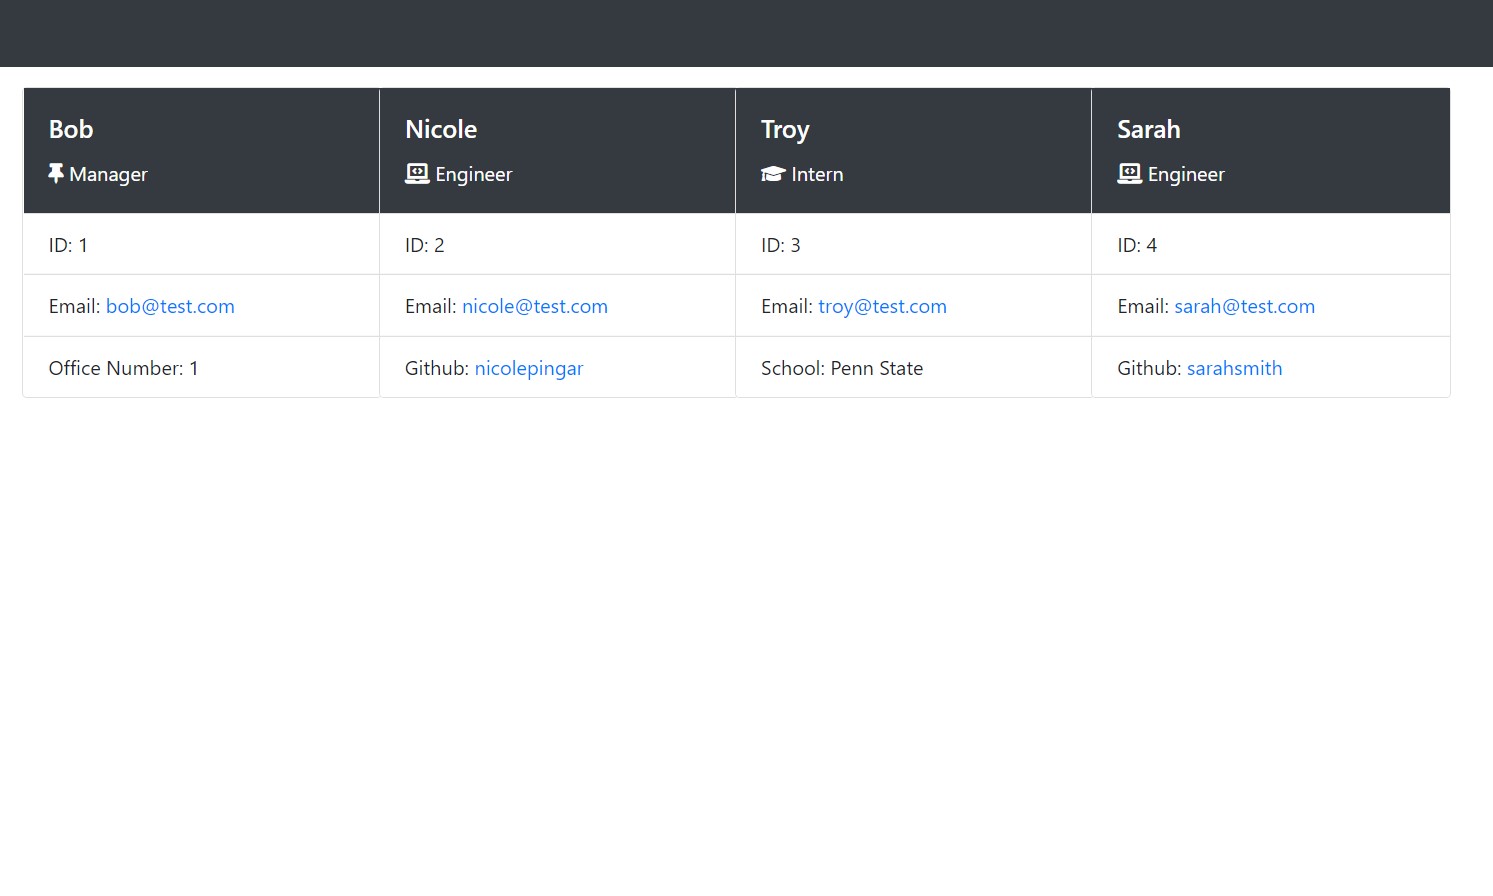 Bob
Manager
ID: 1
Email: bob@test.com
Office Number: 1
Nicole
Engineer
ID: 2
Email: nicole@test.com
Github: nicolepingar
Troy
Intern
ID: 3
Email: troy@test.com
School: Penn State
Sarah
Engineer
ID: 4
Email: sarah@test.com
Github: sarahsmith